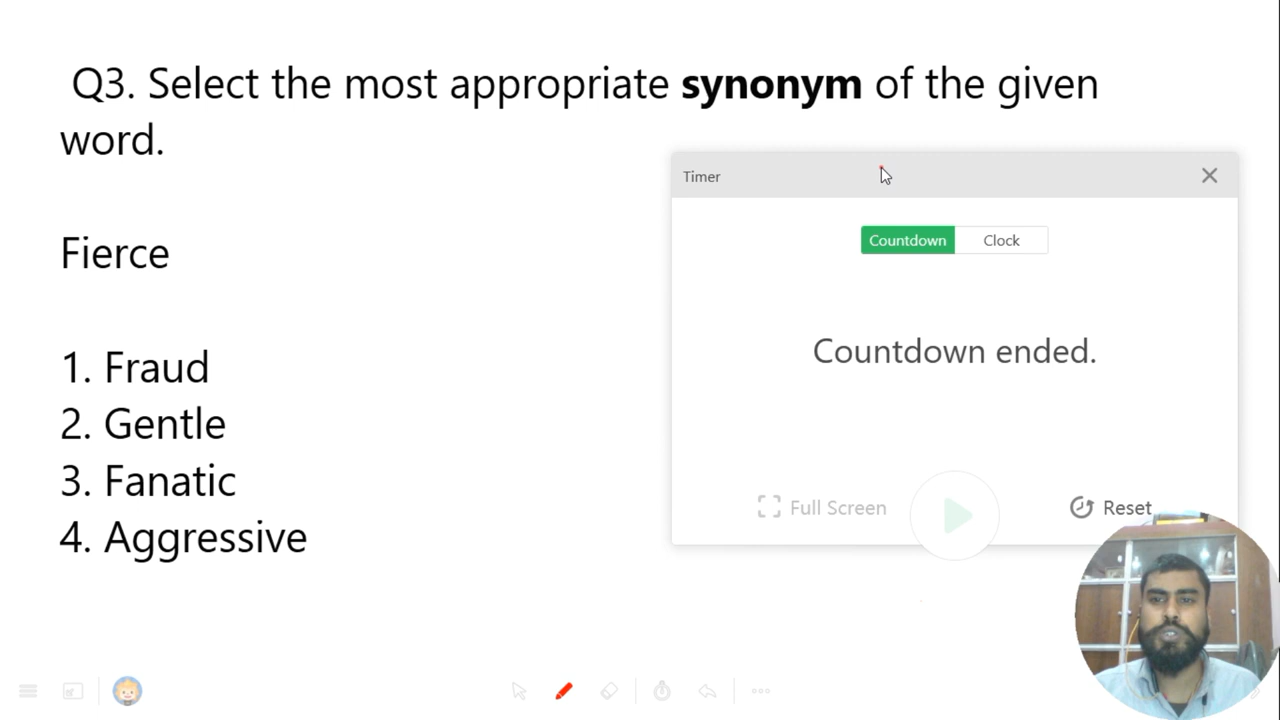 Q3. Select the most appropriate synonym of the given
word.
Fierce
1. Fraud
2. Gentle
3. Fanatic
4. Aggressive
Timer
Countdown Clock
Countdown ended.
Full Screen
Reset